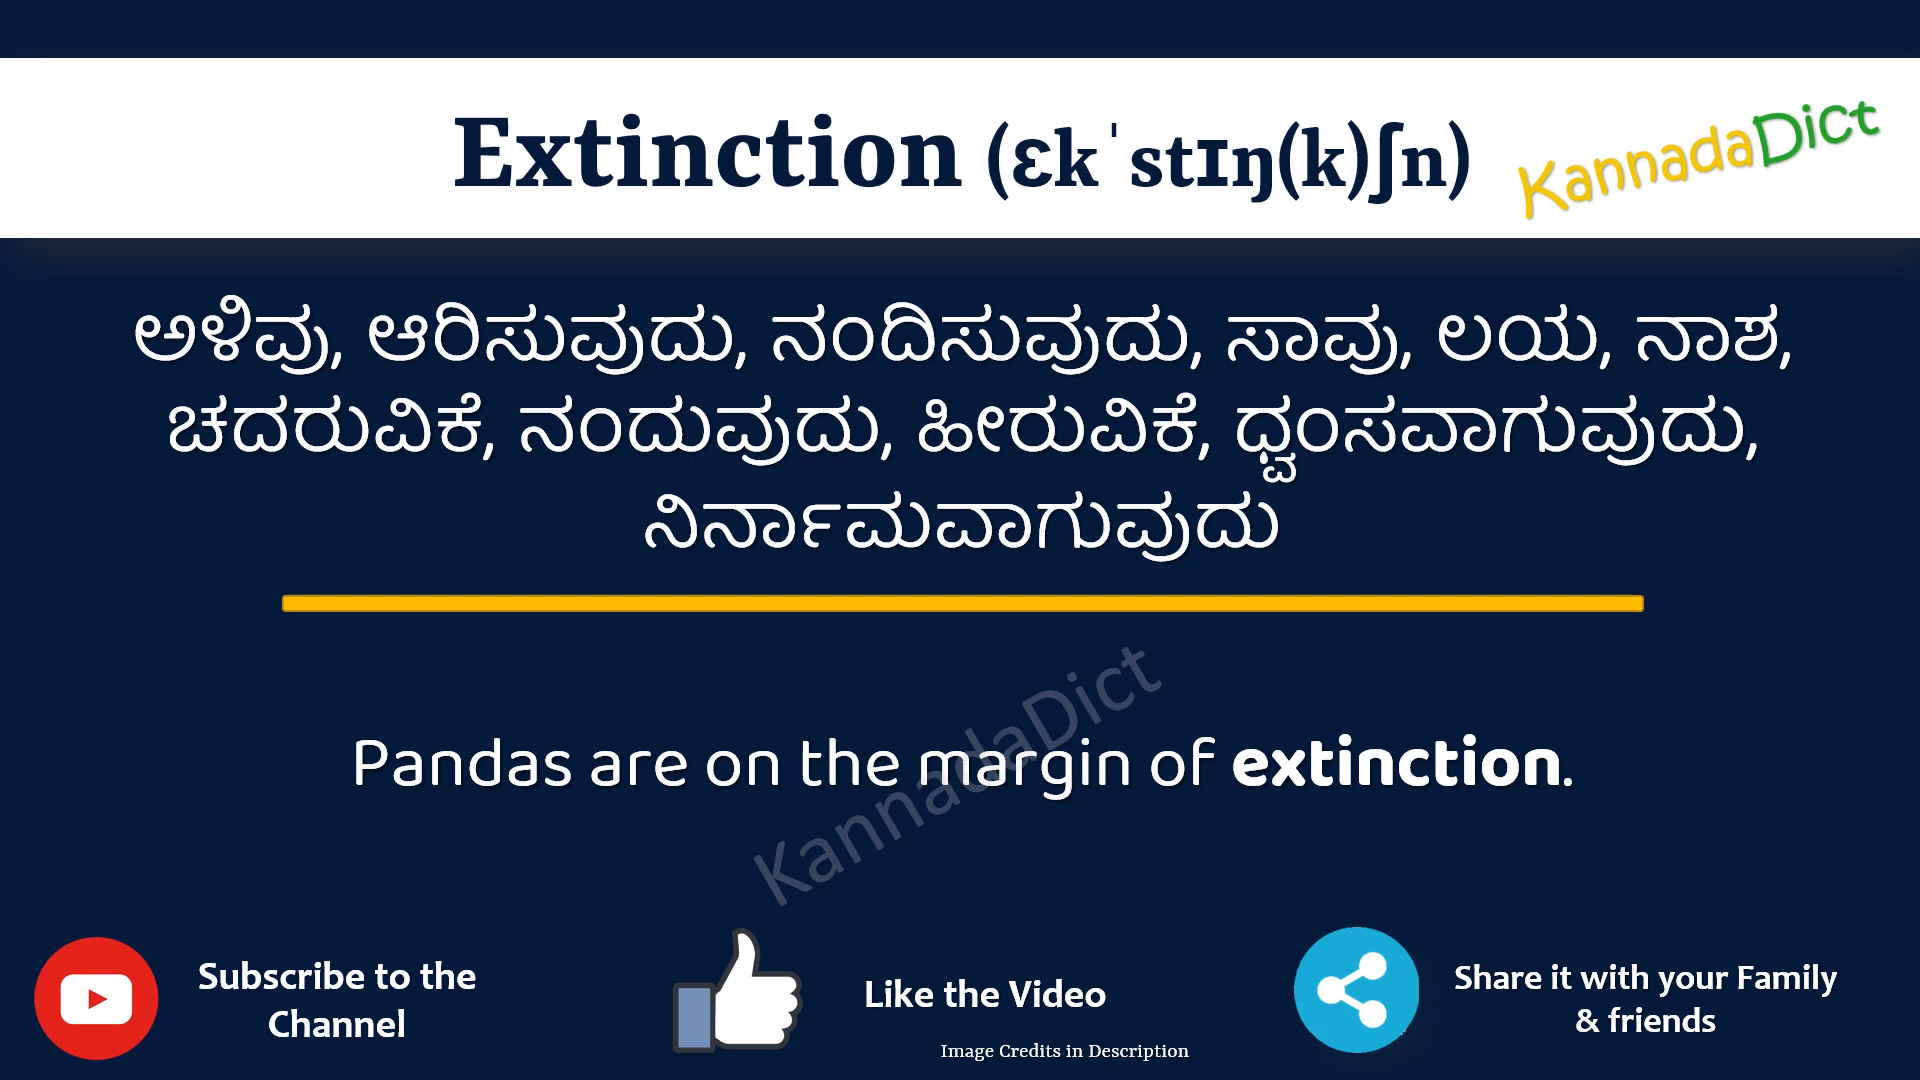 Extinction (ɛkˈstɪŋ(k)ʃn)
KannadaDict
ಅಳಿವು, ಆರಿಸುವುದು, ನಂದಿಸುವುದು, ಸಾವು, ಲಯ, ನಾಶ,
ಚದರುವಿಕೆ, ನಂದುವುದು, ಹೀರುವಿಕೆ, ಧ್ವಂಸವಾಗುವುದು,
ನಿರ್ನಾಮವಾಗುವುದು
KannadaDict
Pandas are on the margin of extinction.
Subscribe to the
Channel
Like the Video
Share it with your Family
& friends
Image Credits in Description